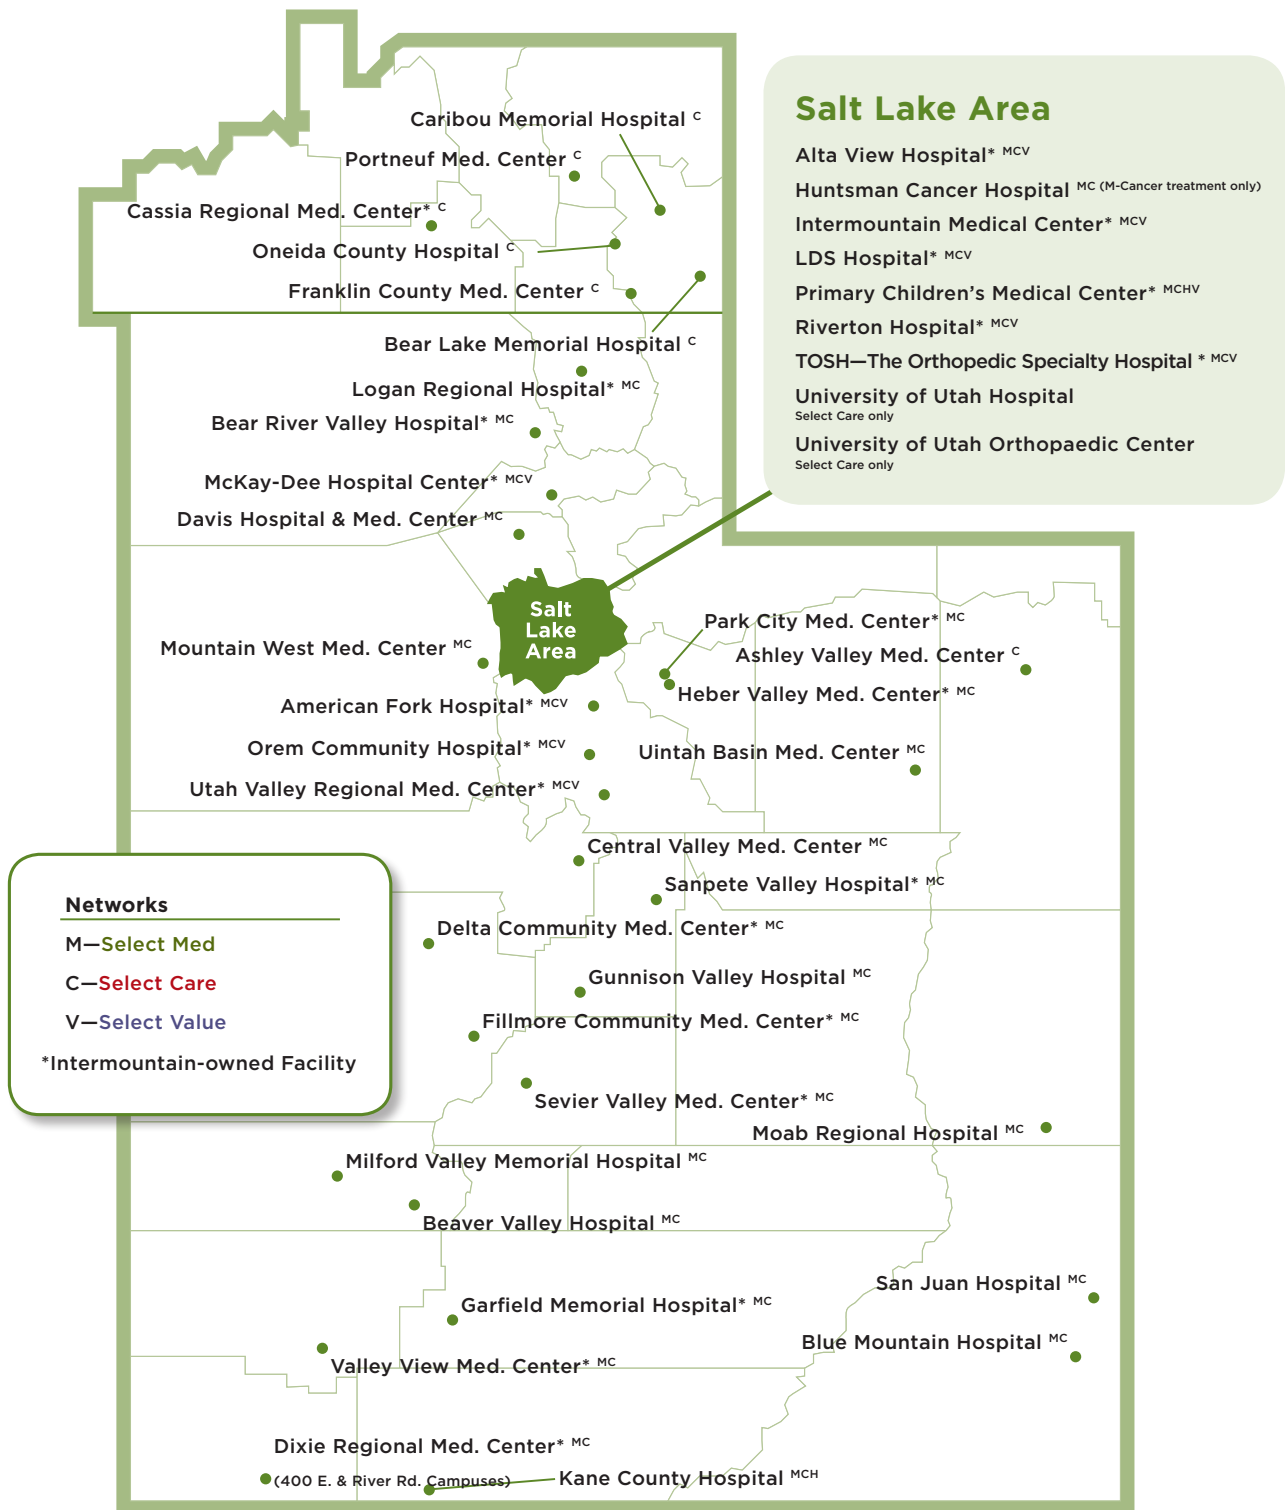 Caribou Memorial Hospital C
Portneuf Med. Center C
Cassia Regional Med. Center* C
Oneida County Hospital C
Franklin County Med. Center C
Bear Lake Memorial Hospital C
Logan Regional Hospital* MC
Bear River Valley Hospital* MC
McKay-Dee Hospital Center* MCV
Davis Hospital & Med. Center MC
Salt Lake Area
Alta View Hospital* MCV
Huntsman Cancer Hospital MC (M-Cancer treatment only)
Intermountain Medical Center* MCV
LDS Hospital* MCV
Primary Children’s Medical Center* MCHV
Riverton Hospital* MCV
TOSH—The Orthopedic Specialty Hospital * MCV
University of Utah Hospital
Select Care only
University of Utah Orthopaedic Center
Select Care only
Salt
Lake
Area
Mountain West Med. Center MC
Park City Med. Center* MC
Ashley Valley Med. Center C
Heber Valley Med. Center* MC
American Fork Hospital* MCV
Orem Community Hospital* MCV
Uintah Basin Med. Center MC
Utah Valley Regional Med. Center* MCV
Central Valley Med. Center MC
Sanpete Valley Hospital* MC
Delta Community Med. Center* MC
Gunnison Valley Hospital MC
Fillmore Community Med. Center* MC
Sevier Valley Med. Center* MC
Moab Regional Hospital MC
Networks
M—Select Med
C—Select Care
V—Select Value
*Intermountain-owned Facility
Milford Valley Memorial Hospital MC
Beaver Valley Hospital MC
San Juan Hospital MC
Garfield Memorial Hospital* MC
Blue Mountain Hospital MC
Valley View Med. Center* MC
Dixie Regional Med. Center* MC
(400 E. & River Rd. Campuses)
Kane County Hospital MCH